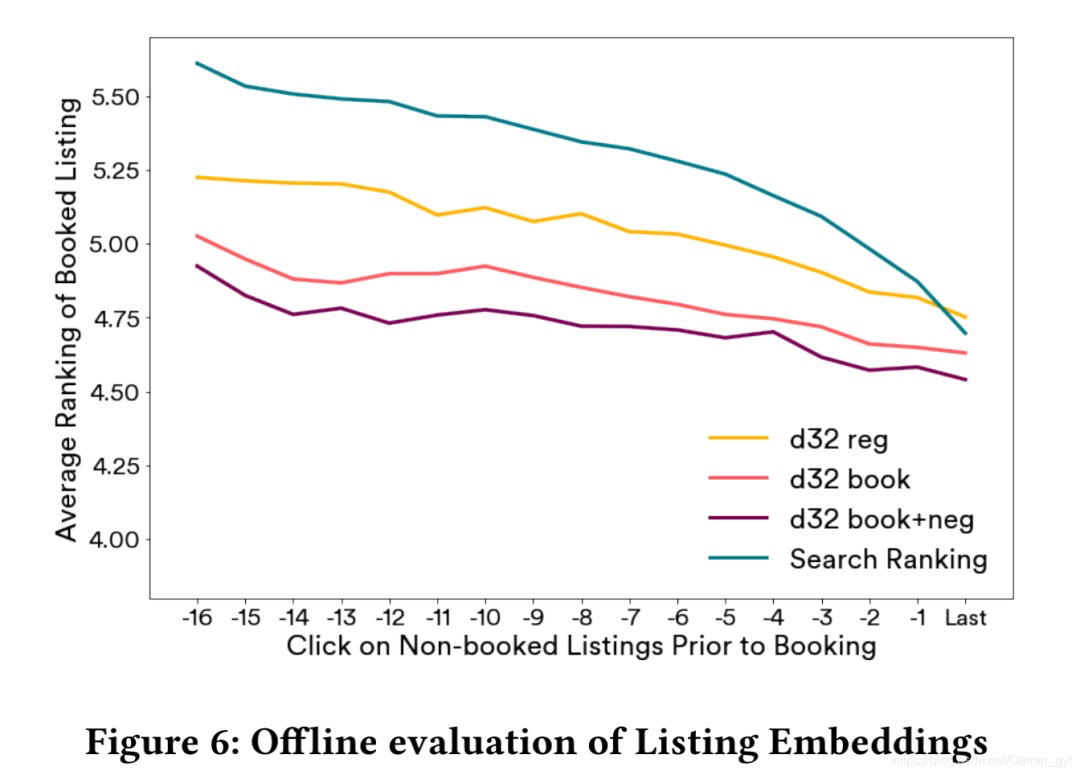 Average Ranking of Booked Listing
5.50
5.25
5.00
4.75
4.50
4.25
4.00
d32 reg
d32 book
d32 book+neg
Search Ranking
-16 -15 -14 -13 -12 -11 -10 -9 -8 -7 -6 -5 -4 -3 -2 -1 Last
Click on Non-booked Listings Prior to Booking
Figure 6: Offline evaluation of Listing Embeddings